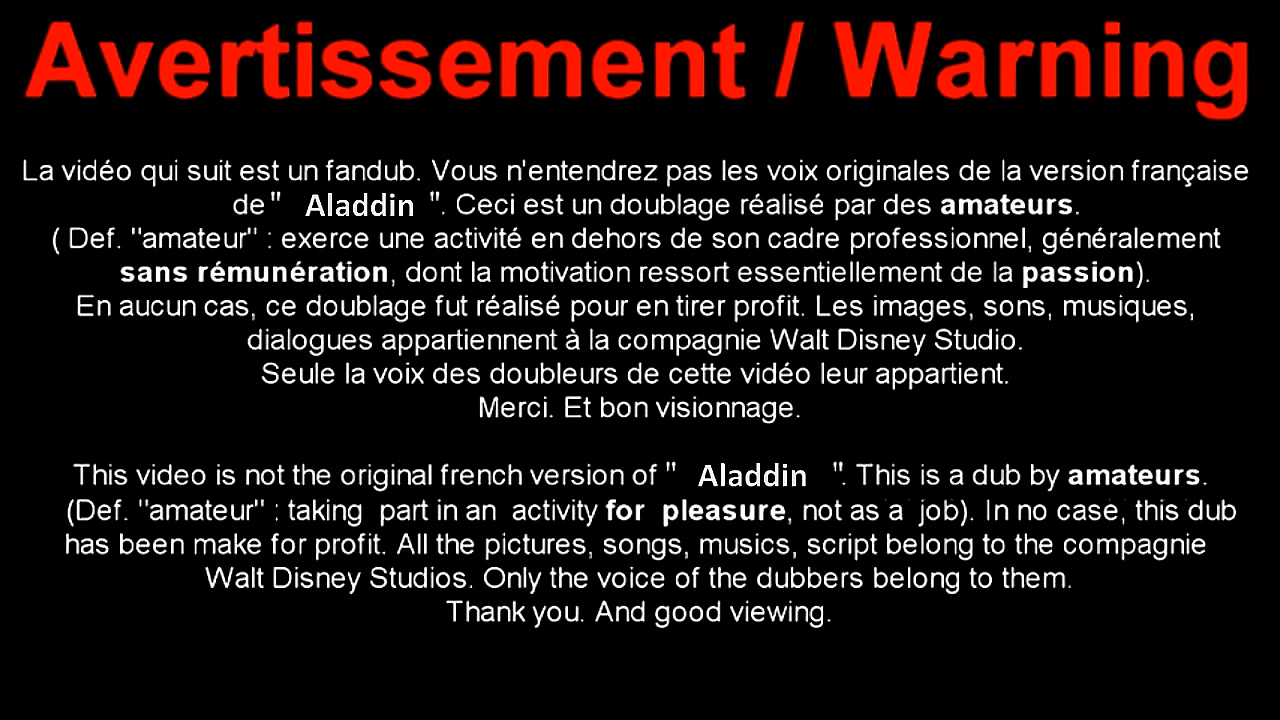 Avertissement / Warning
La vidéo qui suit est un fandub. Vous n'entendrez pas les voix originales de la version française
de " Aladdin ". Ceci est un doublage réalisé par des amateurs.
( Def. "amateur" : exerce une activité en dehors de son cadre professionnel, généralement
sans rémunération, dont la motivation ressort essentiellement de la passion).
En aucun cas, ce doublage fut réalisé pour en tirer profit. Les images, sons, musiques,
dialogues appartiennent à la compagnie Walt Disney Studio.
Seule la voix des doubleurs de cette vidéo leur appartient.
Merci. Et bon visionnage.
This video is not the original french version of " Aladdin ". This is a dub by amateurs.
(Def. "amateur" : taking part in an activity for pleasure, not as a job). In no case, this dub
has been make for profit. All the pictures, songs, musics, script belong to the compagnie
Walt Disney Studios. Only the voice of the dubbers belong to them.
Thank you. And good viewing.